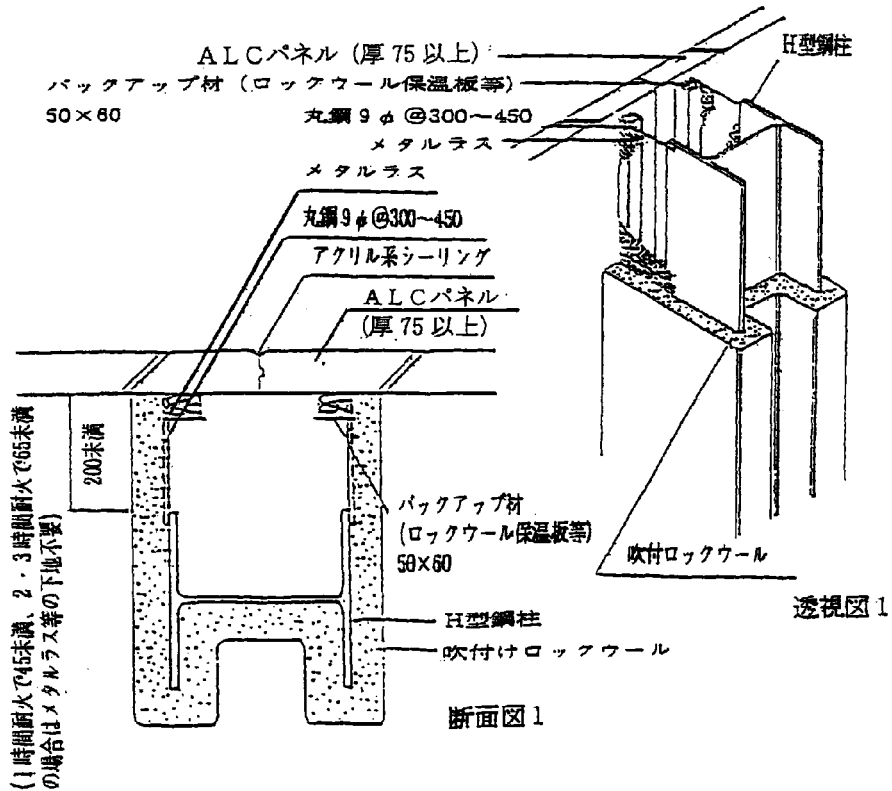 ALCパネル（厚75以上）
バックアップ材（ロックウール保温板等）
50×60
丸鋼9φ@300〜450
メタルラス
H型鋼柱
メタルラス
丸鋼9φ@300〜450
アクリル系シーリング
ALCパネル
（厚75以上）
200未満
（1時間耐火で45未満、2・3時間耐火で65未満
の場合はメタルラス等の下地不要）
バックアップ材
（ロックウール保温板等）
50×60
H型鋼柱
吹付けロックウール
断面図1
吹付ロックウール
透視図1